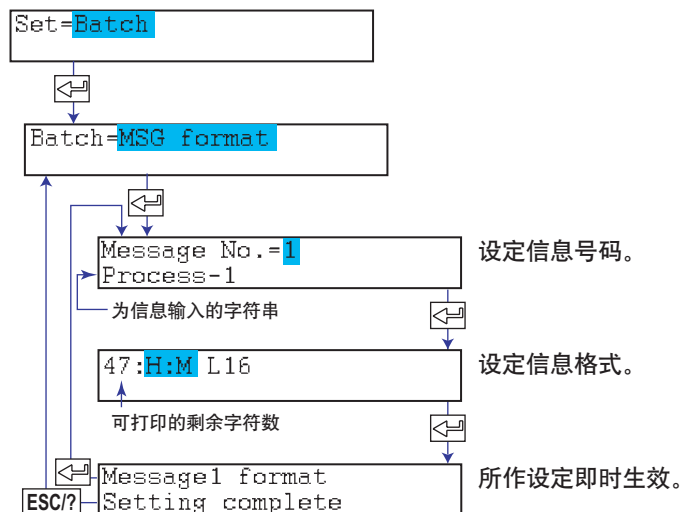 Set=Batch
Batch=MSG format
Message No.=1
设定信息号码。
Process-1
为信息输入的字符串
47:H:M L16
设定信息格式。
可打印的剩余字符数
Message1 format
所作设定即时生效。
ESC/?
Setting complete